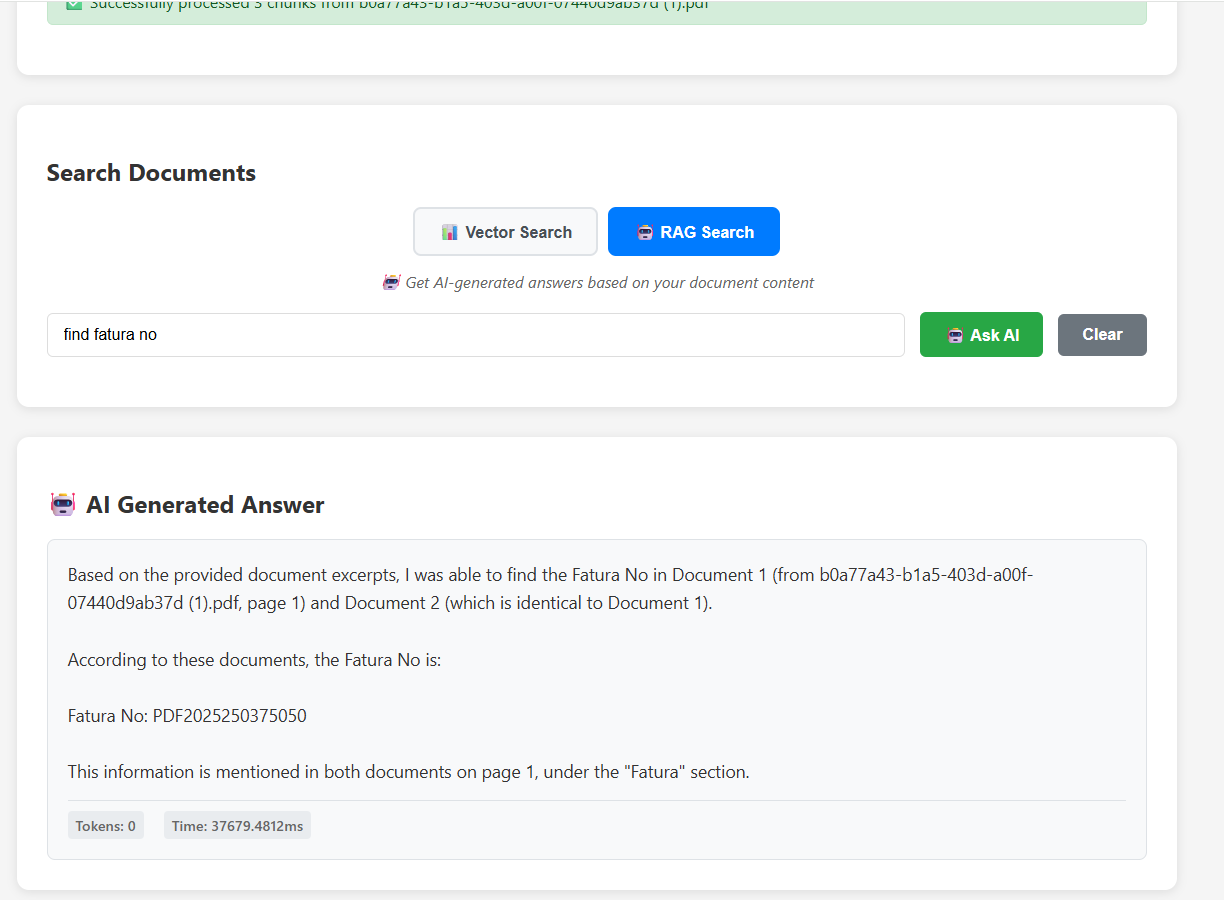 Successfully processed 3 chunks from b0a77a43-b1a5-403d-a00f-07440d9ab37d (1).pdf
Search Documents
Vector Search
RAG Search
Get AI-generated answers based on your document content
find fatura no
Ask AI
Clear
AI Generated Answer
Based on the provided document excerpts, I was able to find the Fatura No in Document 1 (from b0a77a43-b1a5-403d-a00f-
07440d9ab37d (1).pdf, page 1) and Document 2 (which is identical to Document 1).
According to these documents, the Fatura No is:
Fatura No: PDF2025250375050
This information is mentioned in both documents on page 1, under the "Fatura" section.
Tokens: 0
Time: 37679.4812ms